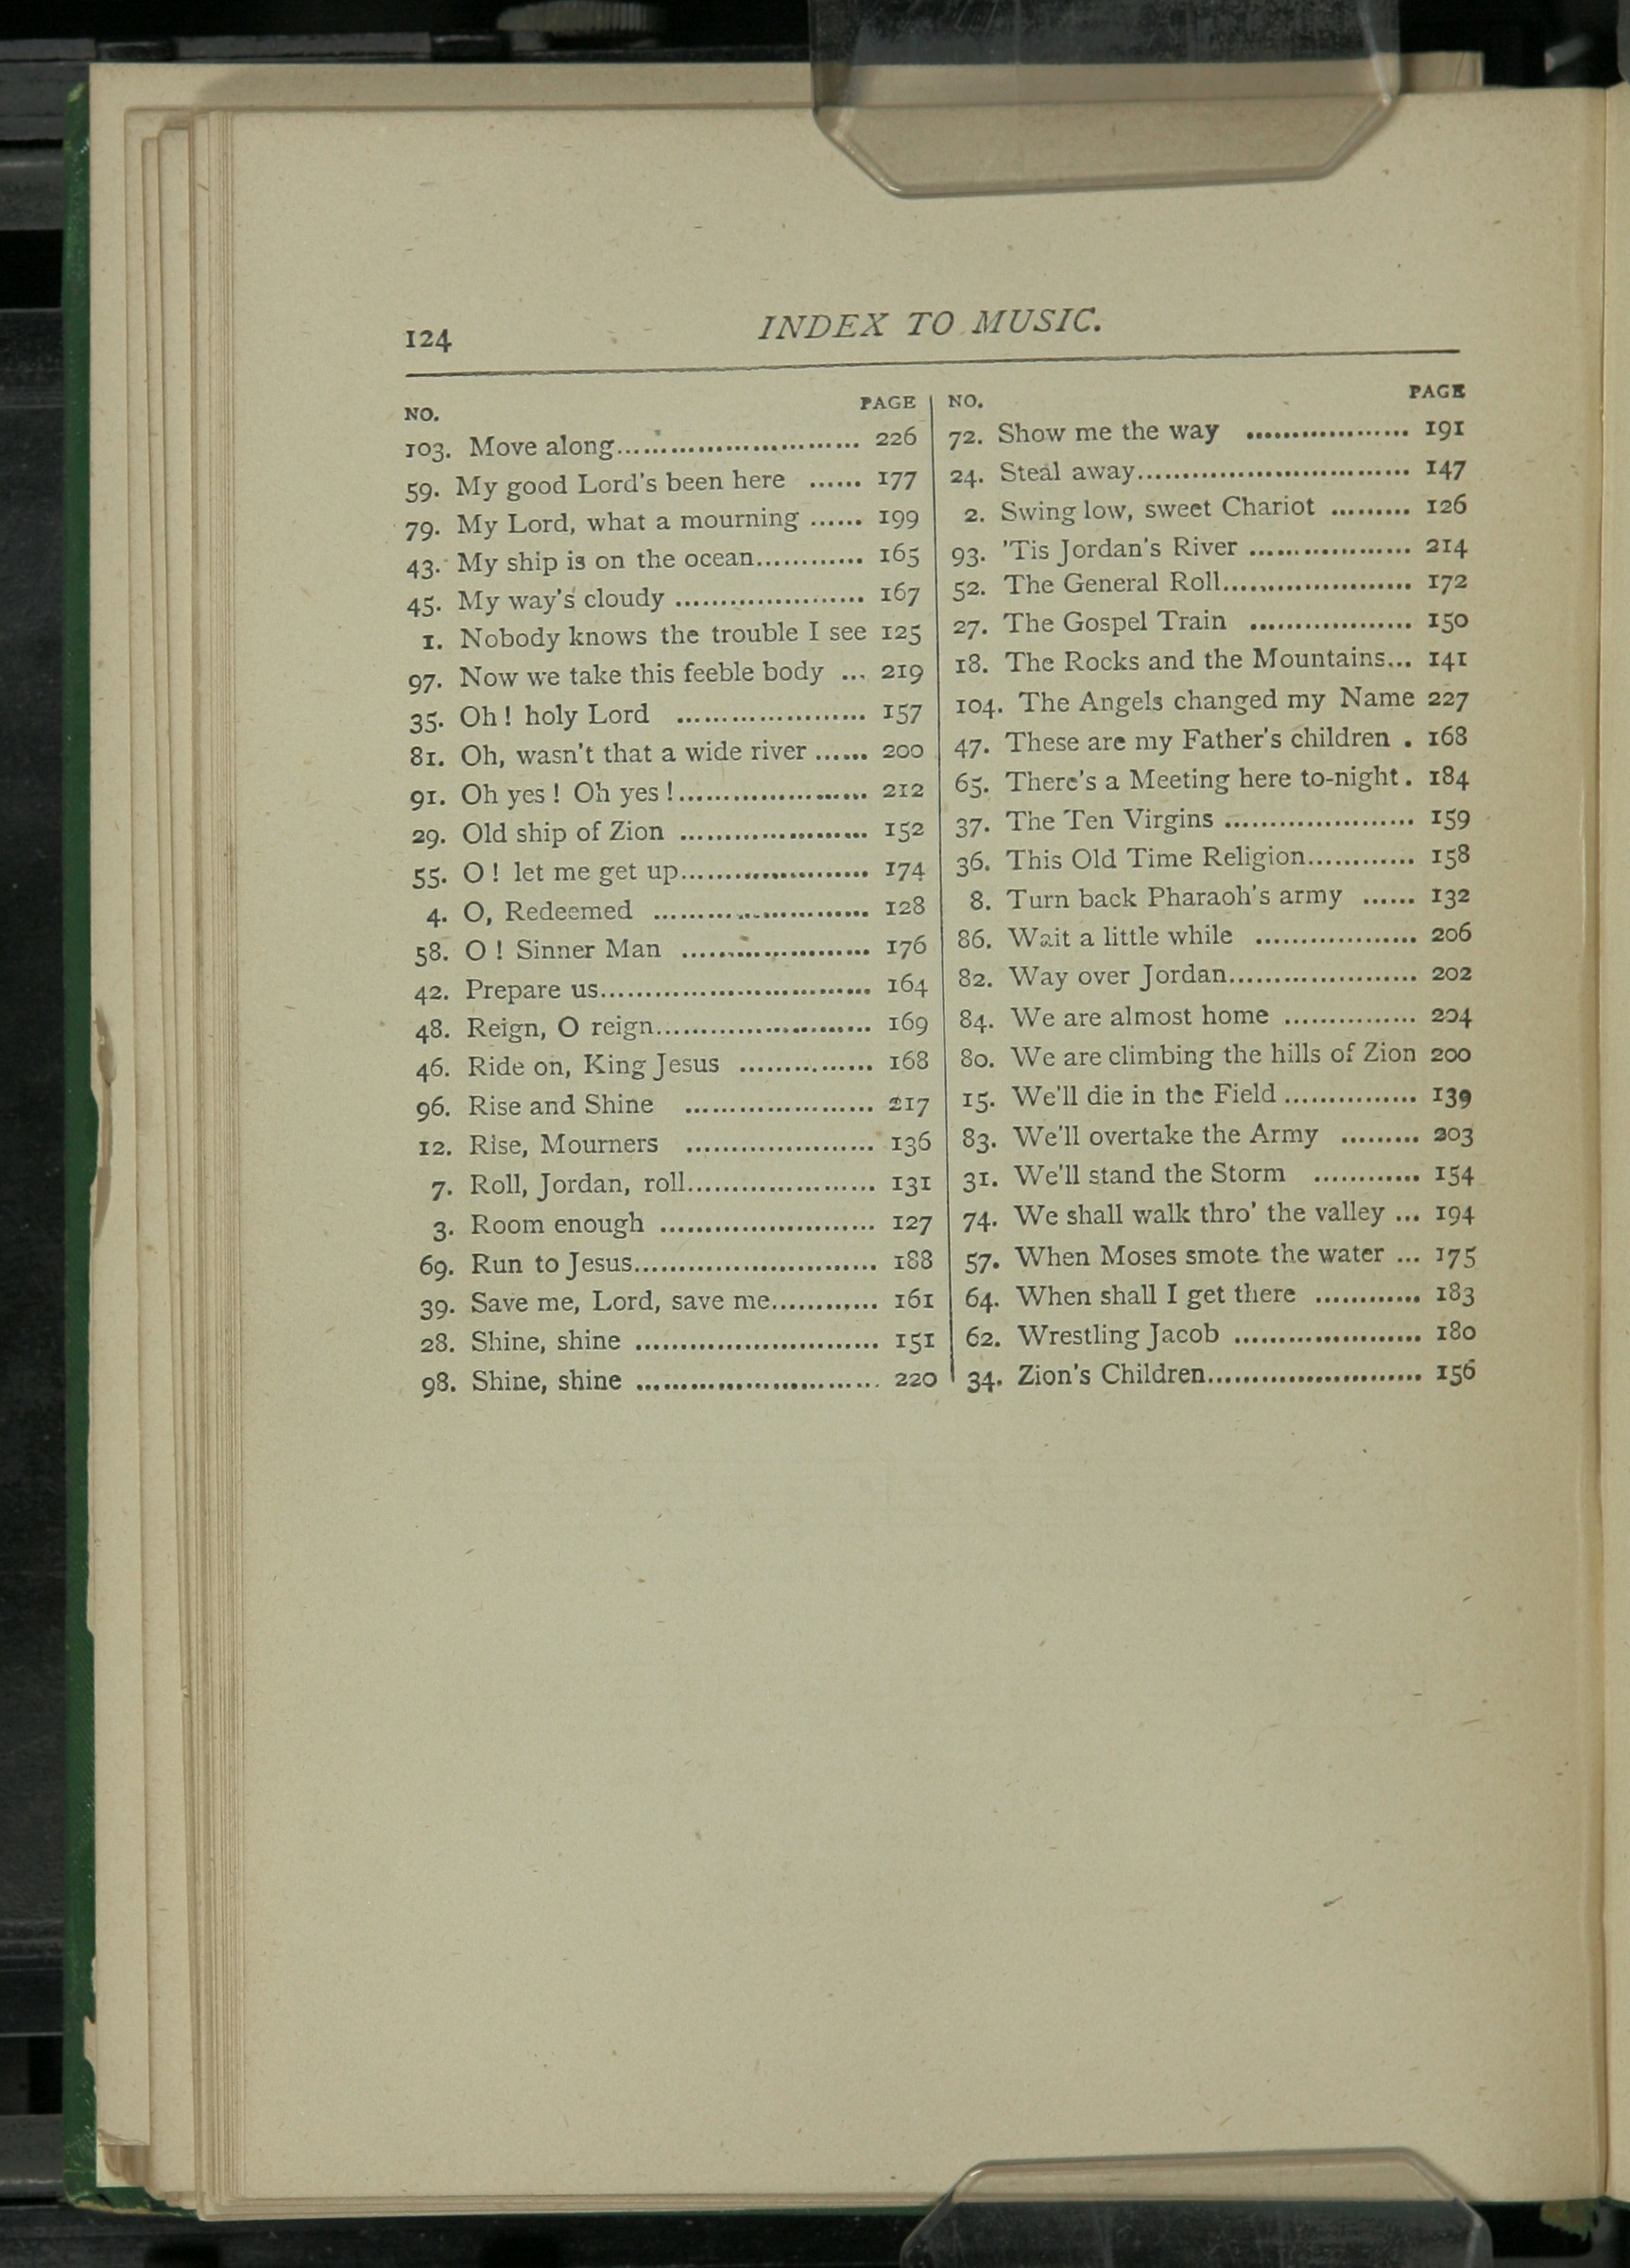 124
INDEX TO MUSIC.
NO. PAGE
103. Move along........................... 226
59. My good Lord's been here ...... 177
79. My Lord, what a mourning ...... 199
43. My ship is on the ocean............ 165
45. My way's cloudy ..................... 167
1. Nobody knows the trouble I see 125
97. Now we take this feeble body ... 219
35. Oh! holy Lord ..................... 157
81. Oh, wasn't that a wide river ...... 200
91. Oh yes! Oh yes!..................... 212
29. Old ship of Zion ..................... 152
55. O! let me get up..................... 174
4. O, Redeemed ........................ 128
58. O! Sinner Man ..................... 176
42. Prepare us.............................. 164
48. Reign, O reign........................ 169
46. Ride on, King Jesus ............... 168
96. Rise and Shine ..................... 217
12. Rise, Mourners ..................... 136
7. Roll, Jordan, roll..................... 131
3. Room enough ........................ 127
69. Run to Jesus........................... 188
39. Save me, Lord, save me............ 161
28. Shine, shine ........................... 151
98. Shine, shine ........................... 220
NO. PAGE
72. Show me the way .................. 191
24. Steal away.............................. 147
2. Swing low, sweet Chariot ......... 126
93. 'Tis Jordan's River .................. 214
52. The General Roll..................... 172
27. The Gospel Train .................. 150
18. The Rocks and the Mountains... 141
104. The Angels changed my Name 227
47. These are my Father's children . 168
65. There's a Meeting here to-night. 184
37. The Ten Virgins ..................... 159
36. This Old Time Religion............ 158
8. Turn back Pharaoh's army ...... 132
86. Wait a little while .................. 206
82. Way over Jordan..................... 202
84. We are almost home ............... 204
80. We are climbing the hills of Zion 200
15. We'll die in the Field ............... 139
83. We'll overtake the Army ......... 203
31. We'll stand the Storm ............ 154
74. We shall walk thro' the valley ... 194
57. When Moses smote the water ... 175
64. When shall I get there ............ 183
62. Wrestling Jacob ..................... 180
34. Zion's Children........................ 156